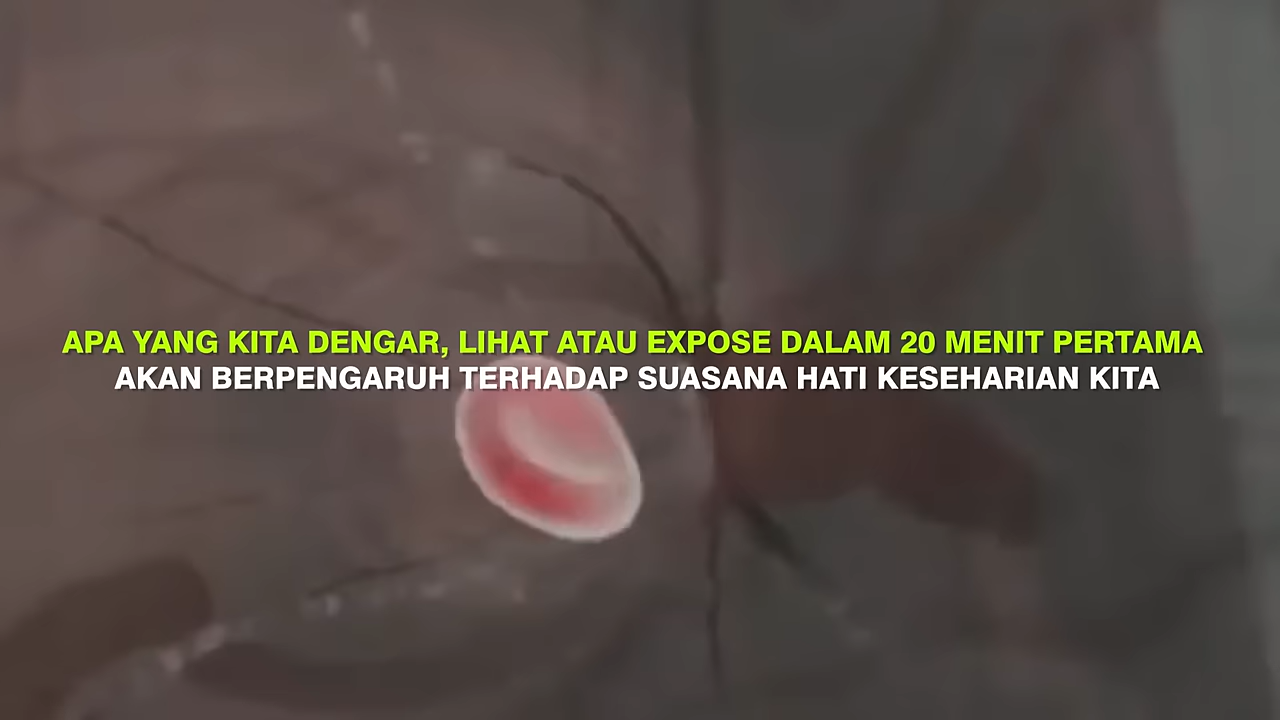 APA YANG KITA DENGAR, LIHAT ATAU EXPOSE DALAM 20 MENIT PERTAMA
AKAN BERPENGARUH TERHADAP SUASANA HATI KESEHARIAN KITA